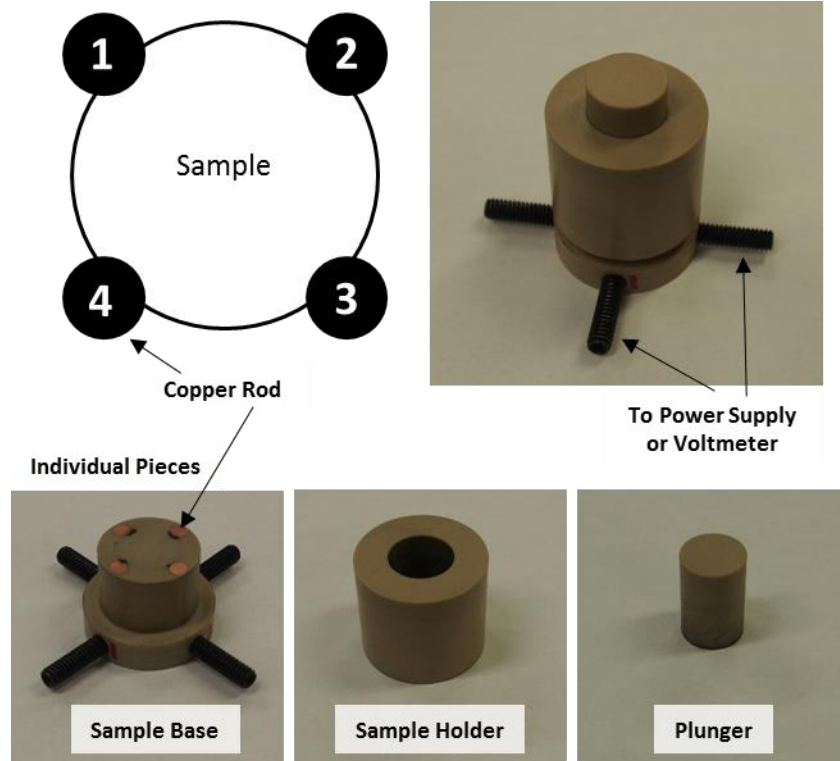 1
2
Sample
4
3
Copper Rod
To Power Supply
or Voltmeter
Individual Pieces
Sample Base
Sample Holder
Plunger